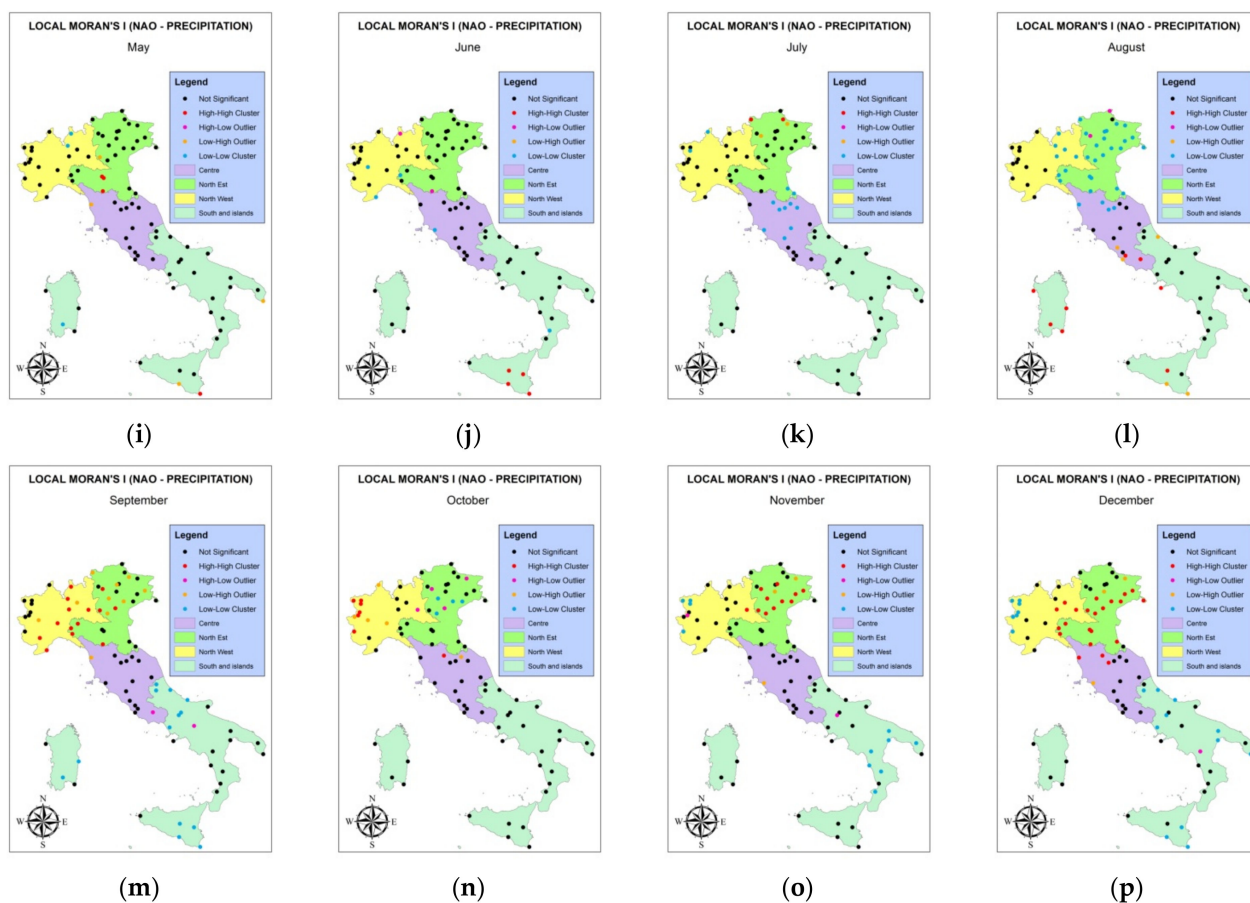 LOCAL MORAN'S I (NAO - PRECIPITATION)
May
Legend
Not Significant
High-High Cluster
High-Low Outlier
Low-High Outlier
Low-Low Cluster
Centre
North Est
North West
South and islands
N
W E
S
(i)
LOCAL MORAN'S I (NAO - PRECIPITATION)
June
Legend
Not Significant
High-High Cluster
High-Low Outlier
Low-High Outlier
Low-Low Cluster
Centre
North Est
North West
South and islands
N
W E
S
(j)
LOCAL MORAN'S I (NAO - PRECIPITATION)
July
Legend
Not Significant
High-High Cluster
High-Low Outlier
Low-High Outlier
Low-Low Cluster
Centre
North Est
North West
South and islands
N
W E
S
(k)
LOCAL MORAN'S I (NAO - PRECIPITATION)
August
Legend
Not Significant
High-High Cluster
High-Low Outlier
Low-High Outlier
Low-Low Cluster
Centre
North Est
North West
South and islands
N
W E
S
(l)
LOCAL MORAN'S I (NAO - PRECIPITATION)
September
Legend
Not Significant
High-High Cluster
High-Low Outlier
Low-High Outlier
Low-Low Cluster
Centre
North Est
North West
South and islands
N
W E
S
(m)
LOCAL MORAN'S I (NAO - PRECIPITATION)
October
Legend
Not Significant
High-High Cluster
High-Low Outlier
Low-High Outlier
Low-Low Cluster
Centre
North Est
North West
South and islands
N
W E
S
(n)
LOCAL MORAN'S I (NAO - PRECIPITATION)
November
Legend
Not Significant
High-High Cluster
High-Low Outlier
Low-High Outlier
Low-Low Cluster
Centre
North Est
North West
South and islands
N
W E
S
(o)
LOCAL MORAN'S I (NAO - PRECIPITATION)
December
Legend
Not Significant
High-High Cluster
High-Low Outlier
Low-High Outlier
Low-Low Cluster
Centre
North Est
North West
South and islands
N
W E
S
(p)